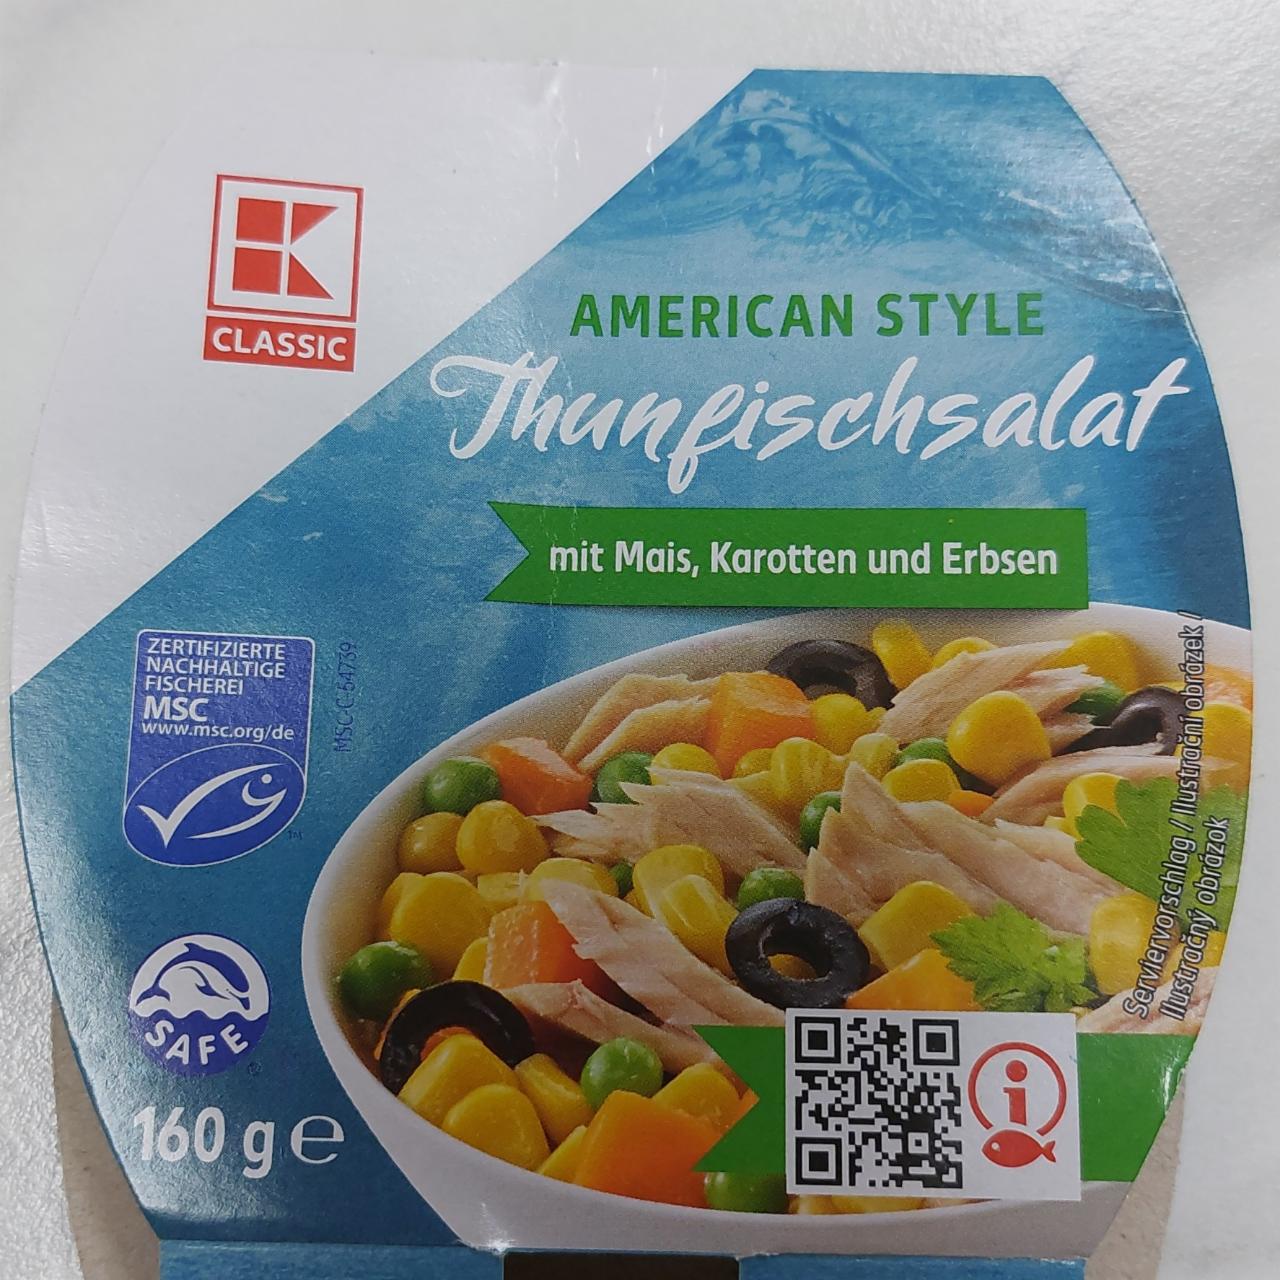 K
CLASSIC
AMERICAN STYLE
Thunfischsalat
mit Mais, Karotten und Erbsen
ZERTIFIZIERTE
NACHHALTIGE
FISCHEREI
MSC
www.msc.org/de
TM
MSC-C-54739
SAFE
160 g e
Serviervorschlag / Ilustrační obrázek /
Ilustračný obrázok
i